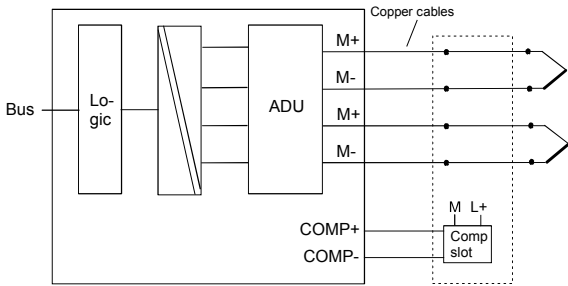 Copper cables
M+
M-
M+
M-
Bus
Lo-
gic
ADU
COMP+
COMP-
M L+
Comp
slot